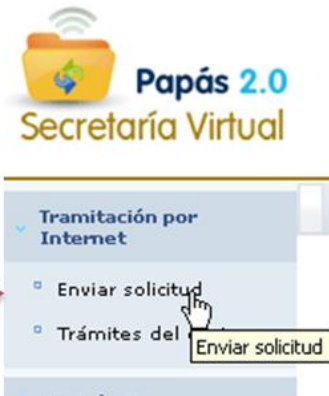 Papás 2.0
Secretaría Virtual
Tramitación por
Internet
Enviar solicitud
Trámites del
Enviar solicitud